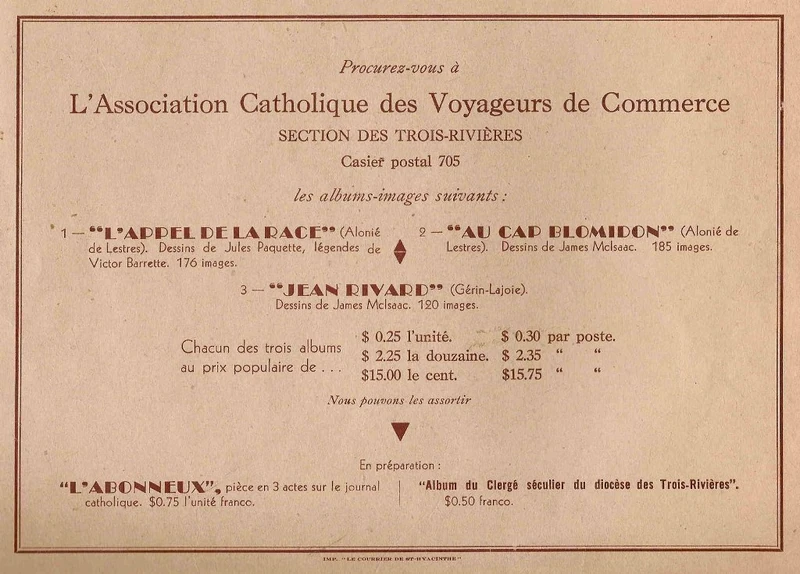 Procurez-vous à
L'Association Catholique des Voyageurs de Commerce
SECTION DES TROIS-RIVIÈRES
Casier postal 705
les albums-images suivants :
1 — "L'APPEL DE LA RACE" (Alonié
de Lestres). Dessins de Jules Paquette, légendes de
Victor Barrette. 176 images.
2 — "AU CAP BLOMIDON" (Alonié de
Lestres). Dessins de James McIsaac. 185 images.
3 — "JEAN RIVARD" (Gérin-Lajoie).
Dessins de James McIsaac. 120 images.
Chacun des trois albums
au prix populaire de . . .
$ 0.25 l'unité. $ 0.30 par poste.
$ 2.25 la douzaine. $ 2.35 " "
$15.00 le cent. $15.75 " "
Nous pouvons les assortir
En préparation :
"L'ABONNEUX", pièce en 3 actes sur le journal
catholique. $0.75 l'unité franco.
"Album du Clergé séculier du diocèse des Trois-Rivières".
$0.50 franco.
IMP. "LE COURRIER DE ST-HYACINTHE"